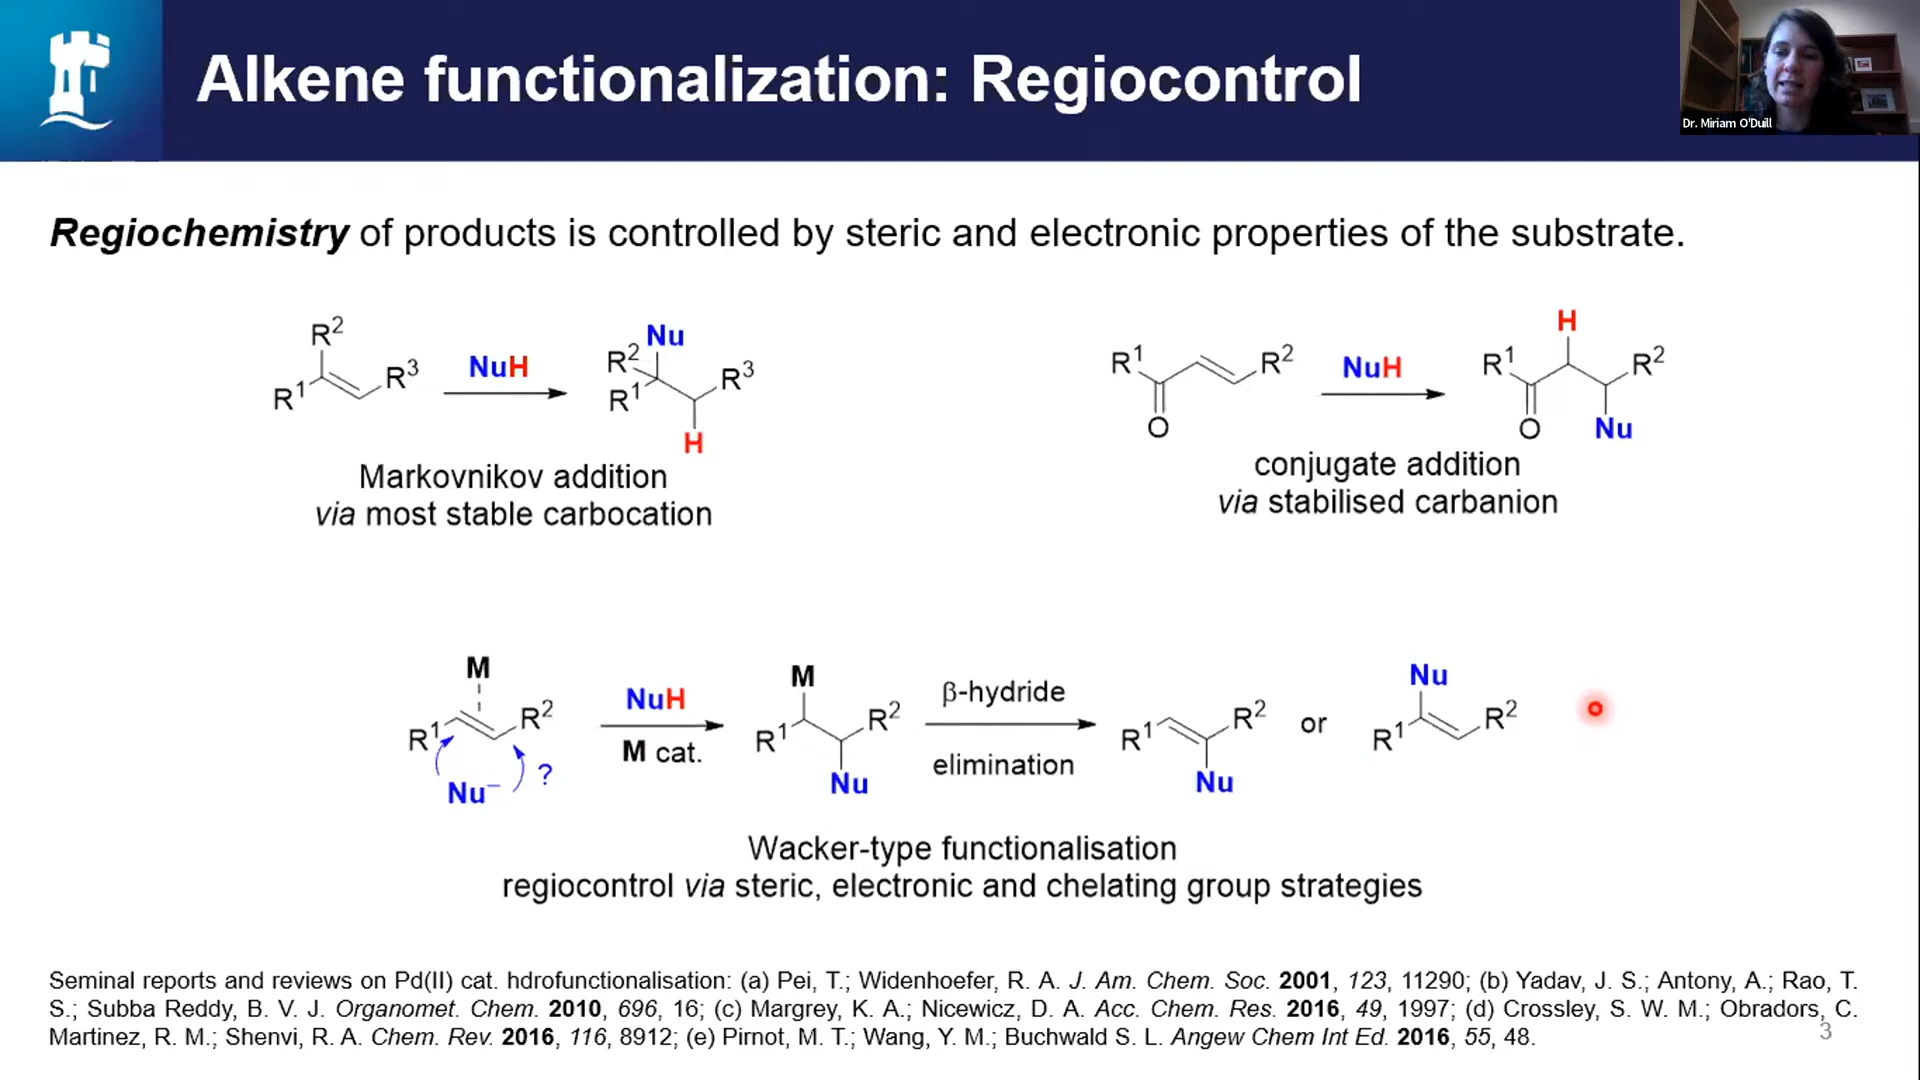 Alkene functionalization: Regiocontrol
Dr. Miriam O'Duill
Regiochemistry of products is controlled by steric and electronic properties of the substrate.
R² R¹ R³
NuH
Nu R² R¹ R³ H
Markovnikov addition
via most stable carbocation
R¹ O R²
NuH
H R¹ R² O Nu
conjugate addition
via stabilised carbanion
M R¹ R² Nu⁻ ?
NuH
M cat.
M R¹ R² Nu
β-hydride
elimination
R¹ R² Nu
or
Nu R¹ R²
Wacker-type functionalisation
regiocontrol via steric, electronic and chelating group strategies
Seminal reports and reviews on Pd(II) cat. hdrofunctionalisation: (a) Pei, T.; Widenhoefer, R. A. J. Am. Chem. Soc. 2001, 123, 11290; (b) Yadav, J. S.; Antony, A.; Rao, T.
S.; Subba Reddy, B. V. J. Organomet. Chem. 2010, 696, 16; (c) Margrey, K. A.; Nicewicz, D. A. Acc. Chem. Res. 2016, 49, 1997; (d) Crossley, S. W. M.; Obradors, C.
Martinez, R. M.; Shenvi, R. A. Chem. Rev. 2016, 116, 8912; (e) Pirnot, M. T.; Wang, Y. M.; Buchwald S. L. Angew Chem Int Ed. 2016, 55, 48.
3